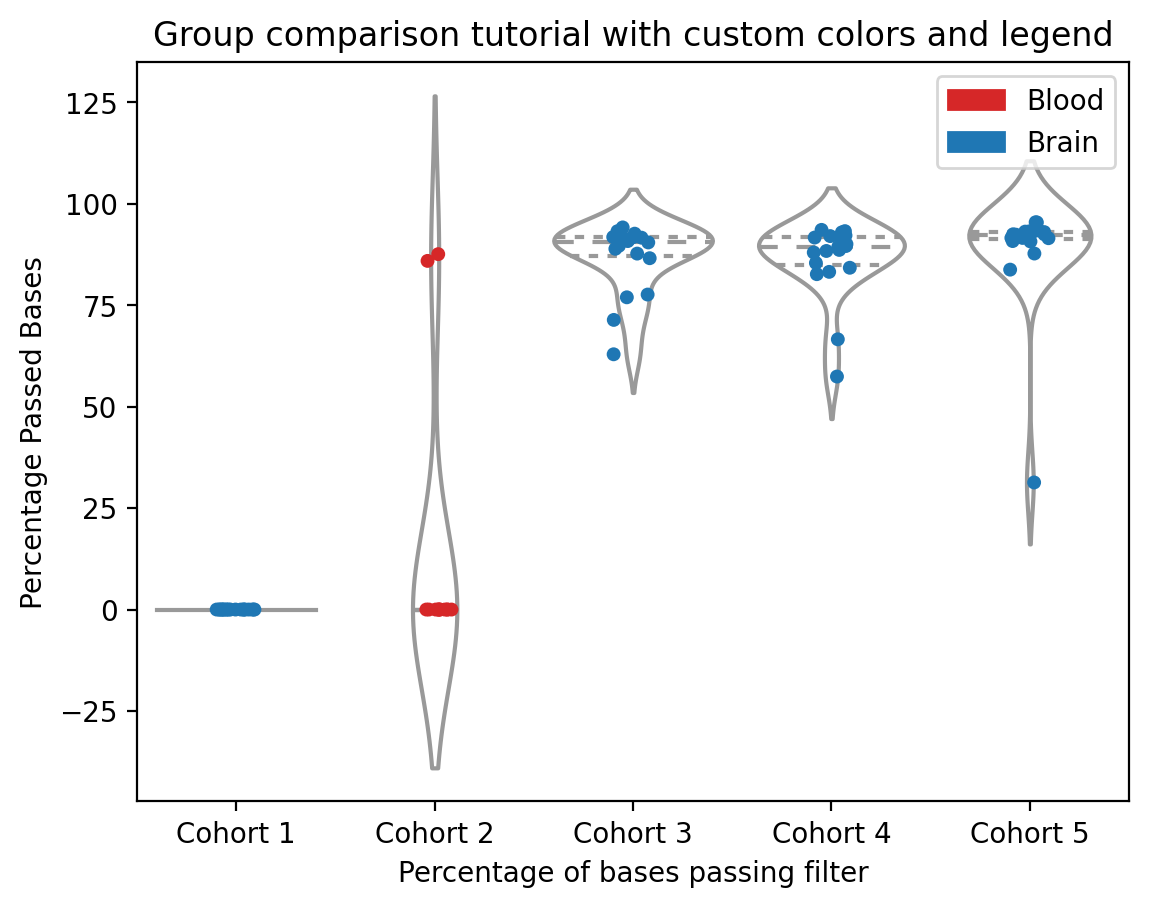 Group comparison tutorial with custom colors and legend
Blood
Brain
Percentage Passed Bases
125
100
75
50
25
0
−25
Cohort 1
Cohort 2
Cohort 3
Cohort 4
Cohort 5
Percentage of bases passing filter